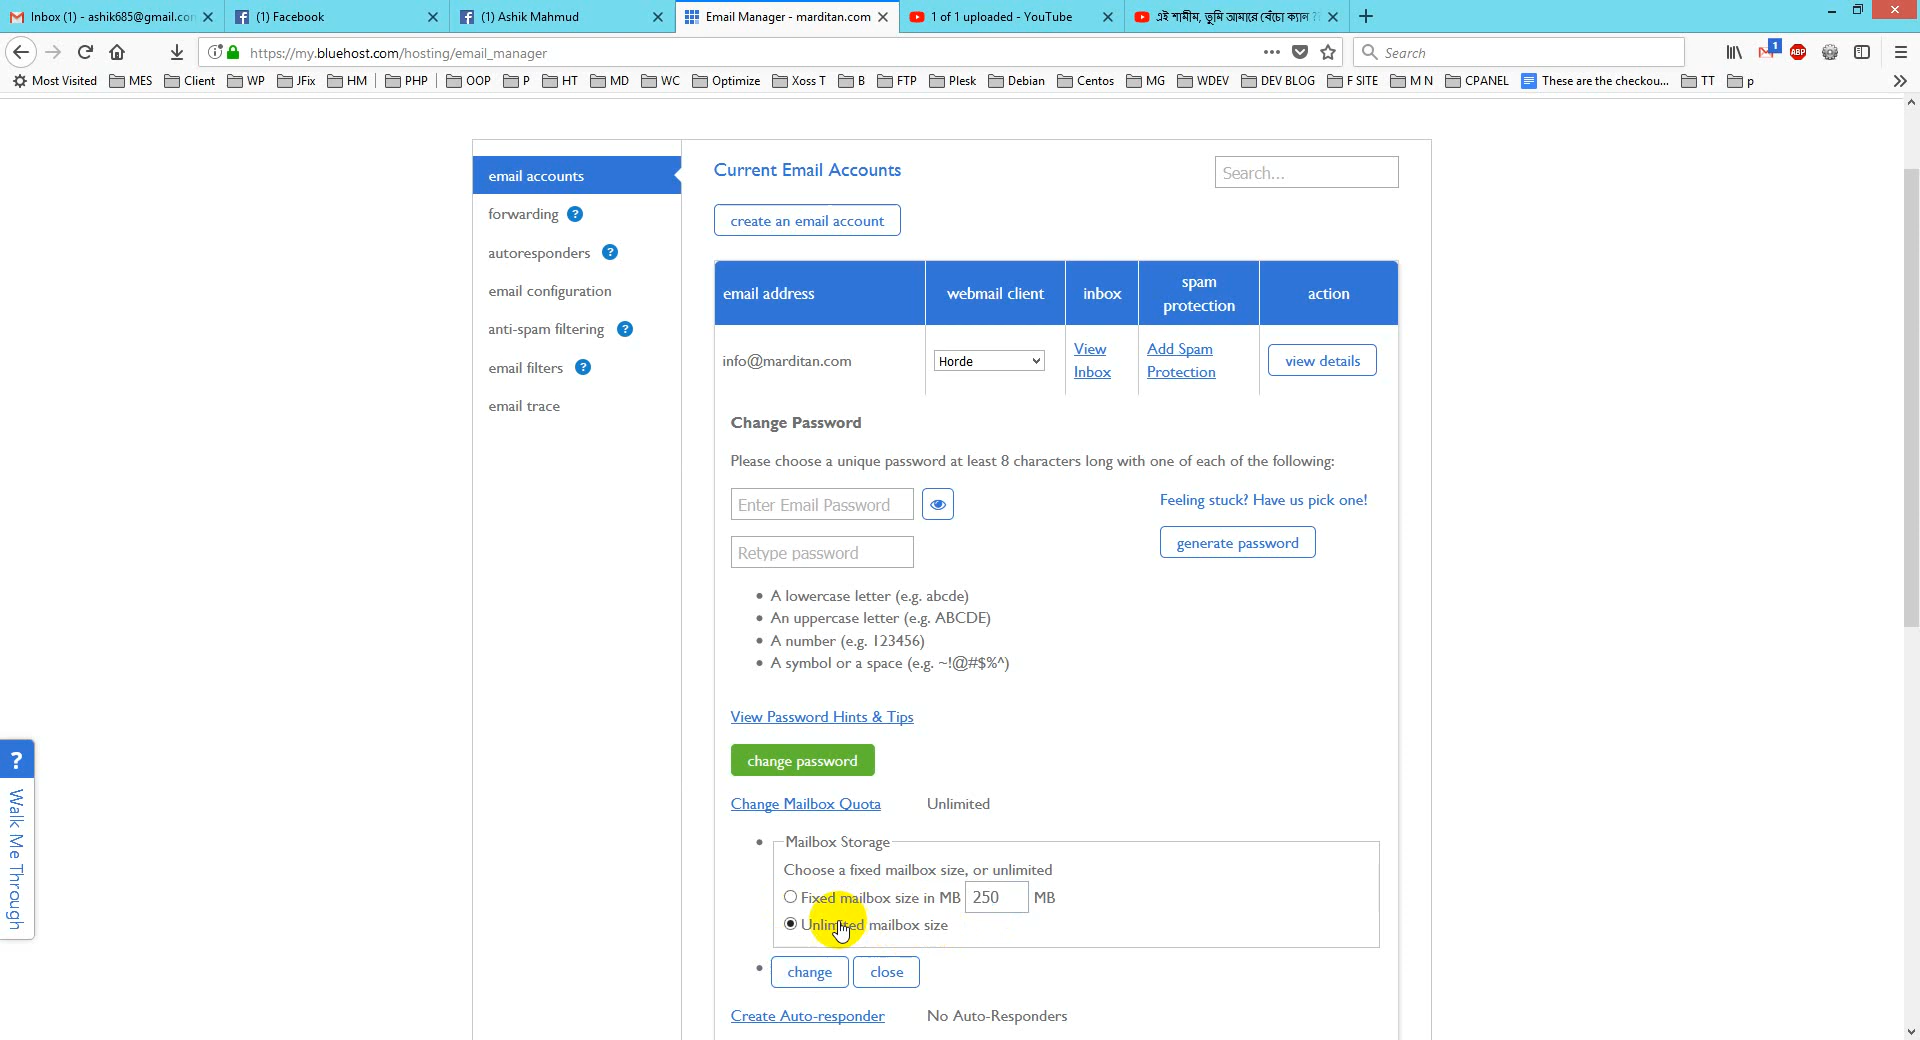 Inbox (1) - ashik685@gmail.con
(1) Facebook
(1) Ashik Mahmud
Email Manager - marditan.com
1 of 1 uploaded - YouTube
এই শামীম, তুমি আমারে বেঁচো ক্যান ??
https://my.bluehost.com/hosting/email_manager
Search
1
ABP
Most Visited MES Client WP JFix HM PHP OOP P HT MD WC Optimize Xoss T B FTP Plesk Debian Centos MG WDEV DEV BLOG F SITE M N CPANEL These are the checkou... TT p
email accounts
forwarding ?
autoresponders ?
email configuration
anti-spam filtering ?
email filters ?
email trace
Current Email Accounts
Search...
create an email account
email address webmail client inbox spam protection action
info@marditan.com Horde View Inbox Add Spam Protection view details
Change Password
Please choose a unique password at least 8 characters long with one of each of the following:
Enter Email Password
Feeling stuck? Have us pick one!
Retype password
generate password
• A lowercase letter (e.g. abcde)
• An uppercase letter (e.g. ABCDE)
• A number (e.g. 123456)
• A symbol or a space (e.g. ~!@#$%^)
View Password Hints & Tips
change password
Change Mailbox Quota Unlimited
Mailbox Storage
Choose a fixed mailbox size, or unlimited
Fixed mailbox size in MB 250 MB
Unlimited mailbox size
change close
Create Auto-responder No Auto-Responders
? Walk Me Through